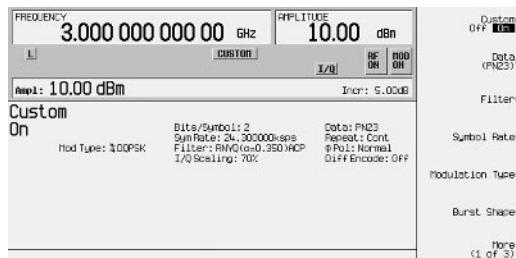 FREQUENCY
3.000 000 000 00 GHz
AMPLITUDE
10.00 dBm
L
CUSTOM
I/Q
RF ON
MOD ON
Ampl: 10.00 dBm
Incr: 5.00dB
Custom
On
Mod Type: OQPSK
Bits/Symbol: 2
Sym Rate: 24.300000ksps
Filter: RNYQ(α=0.350)ACP
I/Q Scaling: 70%
Data: PN23
Repeat: Cont
ΦPol: Normal
Diff Encode: Off
Custom
Off On
Data
(PN23)
Filter
Symbol Rate
Modulation Type
Burst Shape
More
(1 of 3)